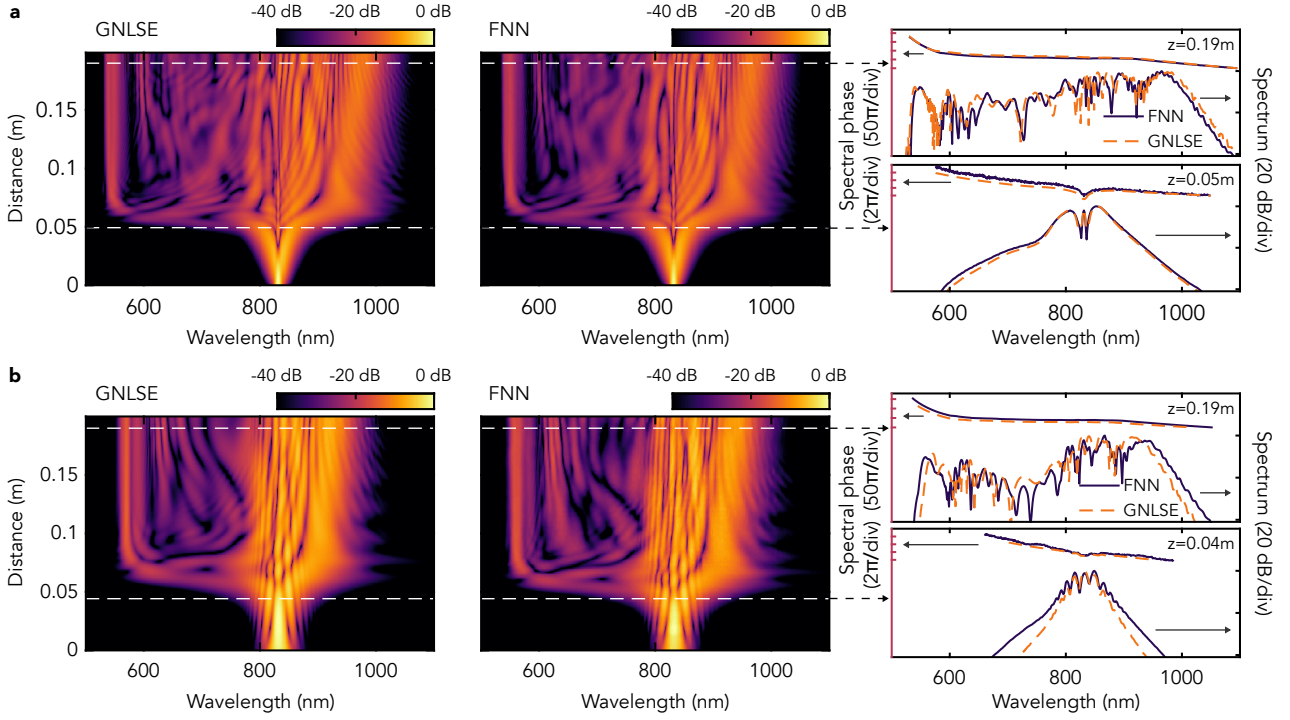 a
GNLSE
-40 dB -20 dB 0 dB
FNN
-40 dB -20 dB 0 dB
Distance (m)
0.15
0.1
0.05
0
600 800 1000
Wavelength (nm)
600 800 1000
Wavelength (nm)
Spectral phase
(2π/div) (50π/div)
z=0.19m
FNN
GNLSE
z=0.05m
Spectrum (20 dB/div)
600 800 1000
Wavelength (nm)
b
GNLSE
-40 dB -20 dB 0 dB
FNN
-40 dB -20 dB 0 dB
Distance (m)
0.15
0.1
0.05
0
600 800 1000
Wavelength (nm)
600 800 1000
Wavelength (nm)
Spectral phase
(2π/div) (50π/div)
z=0.19m
FNN
GNLSE
z=0.04m
Spectrum (20 dB/div)
600 800 1000
Wavelength (nm)